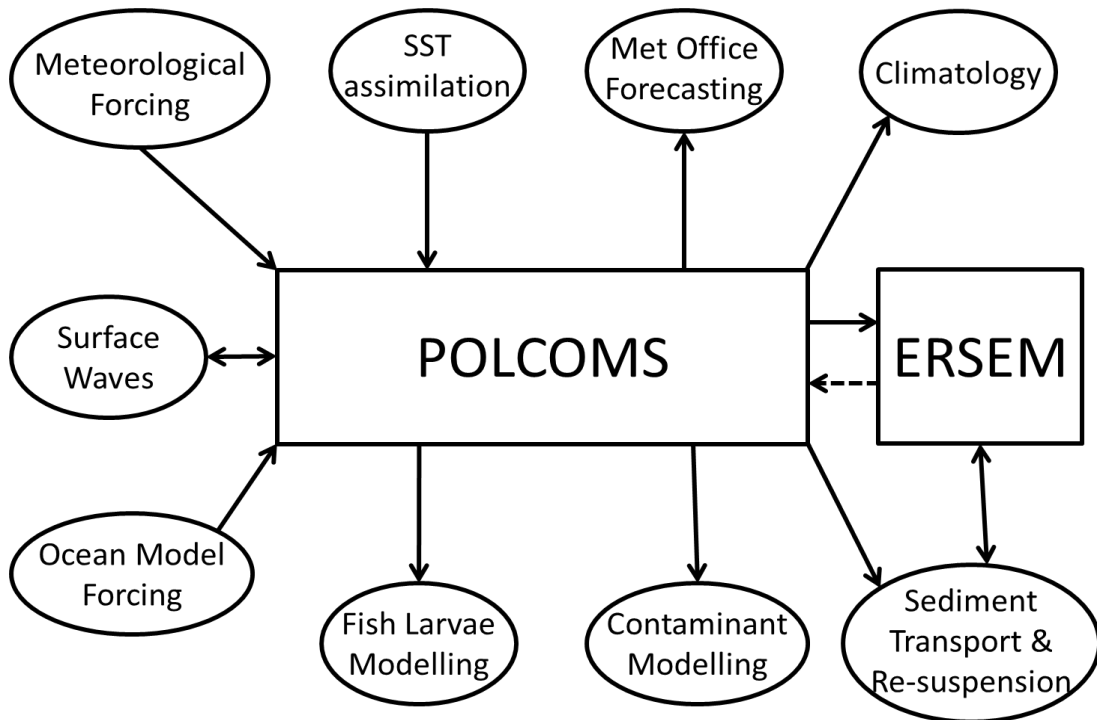 Meteorological
Forcing
SST
assimilation
Met Office
Forecasting
Climatology
Surface
Waves
POLCOMS
ERSEM
Ocean Model
Forcing
Fish Larvae
Modelling
Contaminant
Modelling
Sediment
Transport &
Re-suspension